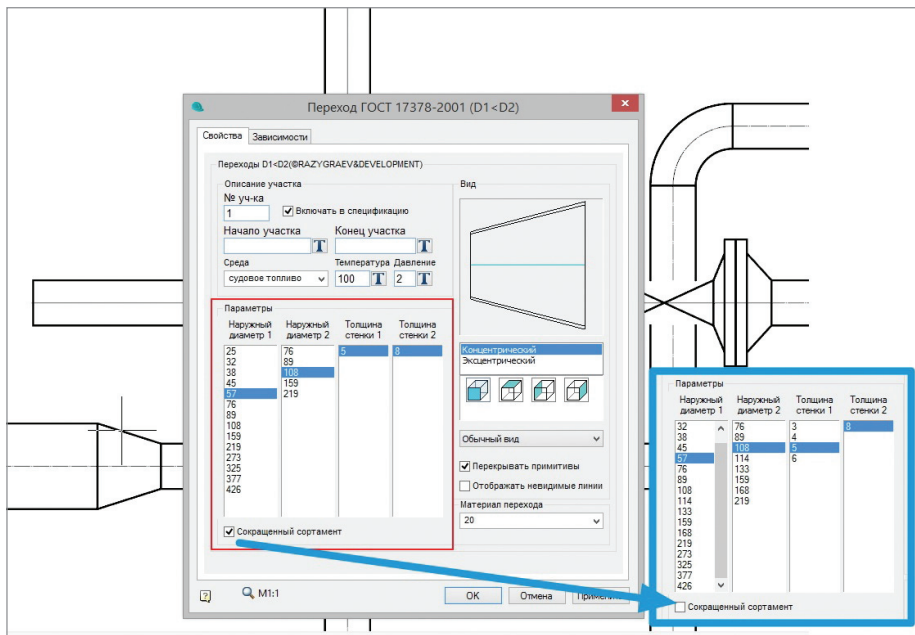 Переход ГОСТ 17378-2001 (D1<D2)
Свойства Зависимости
Переходы D1<D2(©RAZYGRAEV&DEVELOPMENT)
Описание участка
№ уч-ка
1
Включать в спецификацию
Начало участка Конец участка
T T
Среда Температура Давление
судовое топливо 100 T 2 T
Параметры
Наружный диаметр 1 Наружный диаметр 2 Толщина стенки 1 Толщина стенки 2
25 76 5 8
32 89
38 108
45 159
57 219
76
89
108
159
219
273
325
377
426
Сокращенный сортамент
Вид
Концентрический
Эксцентрический
Обычный вид
Перекрывать примитивы
Отображать невидимые линии
Материал перехода
20
? М1:1
OK Отмена
Параметры
Наружный диаметр 1 Наружный диаметр 2 Толщина стенки 1 Толщина стенки 2
32 76 3 8
38 89 4
45 108 5
57 114 6
76 133
89 159
108 168
114 219
133
159
168
219
273
325
377
426
Сокращенный сортамент